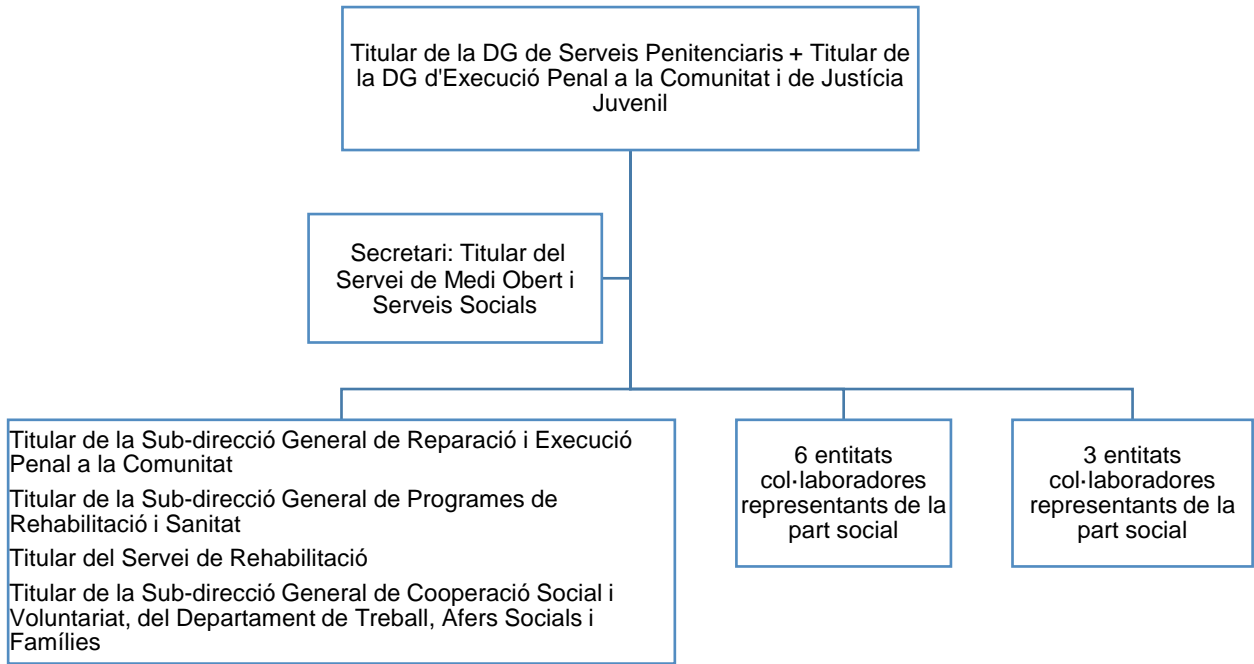 Titular de la DG de Serveis Penitenciaris + Titular de
la DG d'Execució Penal a la Comunitat i de Justícia
Juvenil
Secretari: Titular del
Servei de Medi Obert i
Serveis Socials
Titular de la Sub-direcció General de Reparació i Execució
Penal a la Comunitat
Titular de la Sub-direcció General de Programes de
Rehabilitació i Sanitat
Titular del Servei de Rehabilitació
Titular de la Sub-direcció General de Cooperació Social i
Voluntariat, del Departament de Treball, Afers Socials i
Famílies
6 entitats
col·laboradores
representants de la
part social
3 entitats
col·laboradores
representants de la
part social